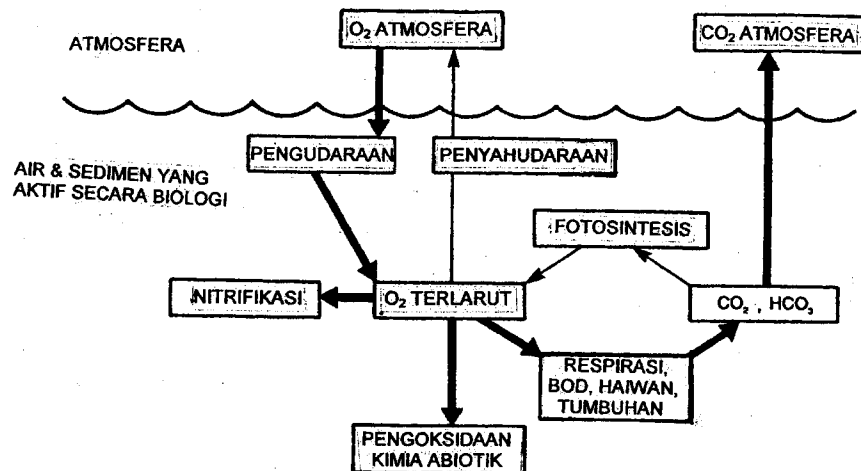 O₂ ATMOSFERA
CO₂ ATMOSFERA
ATMOSFERA
PENGUDARAAN
PENYAHUDARAAN
AIR & SEDIMEN YANG
AKTIF SECARA BIOLOGI
FOTOSINTESIS
NITRIFIKASI
O₂ TERLARUT
CO₂ , HCO₃
RESPIRASI,
BOD, HAIWAN,
TUMBUHAN
PENGOKSIDAAN
KIMIA ABIOTIK